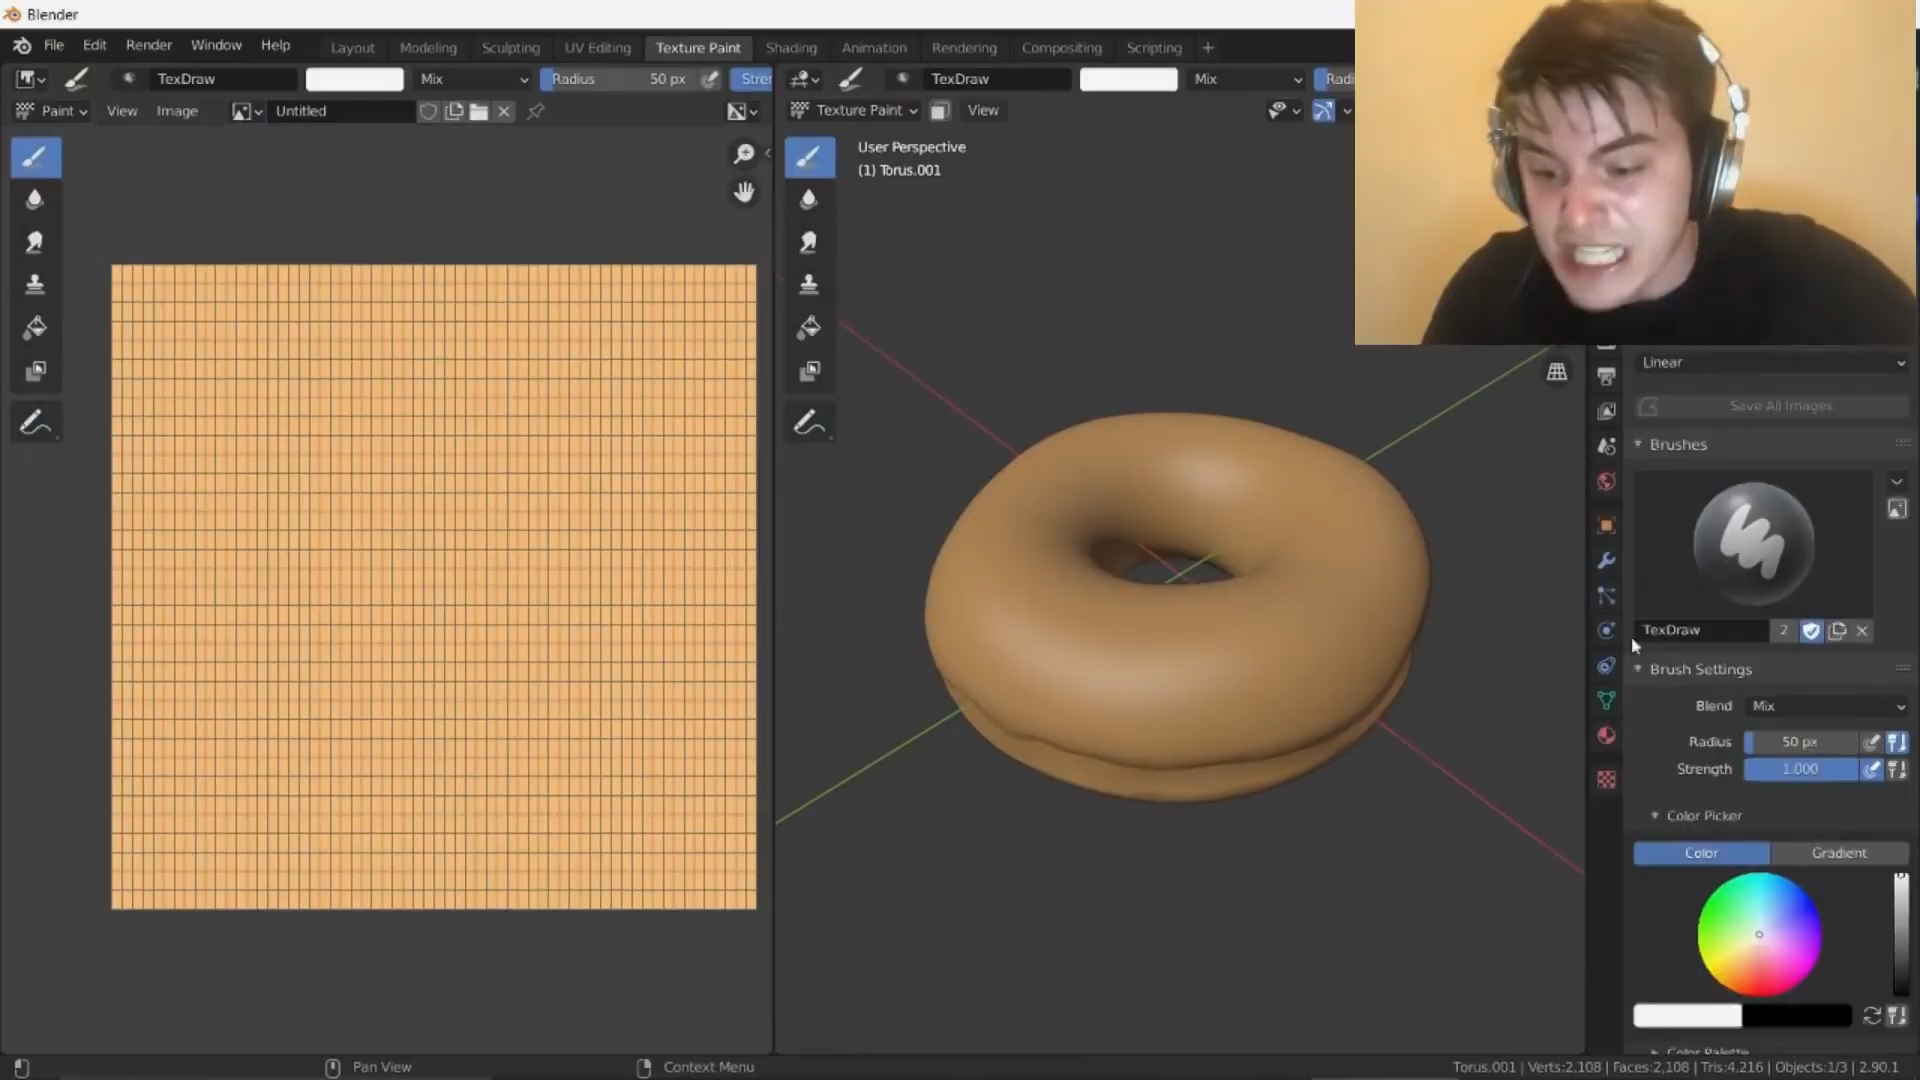 Blender
File Edit Render Window Help Layout Modeling Sculpting UV Editing Texture Paint Shading Animation Rendering Compositing Scripting +
TexDraw Mix Radius 50 px Stre TexDraw Mix Radi
Paint View Image Untitled Texture Paint View
User Perspective
(1) Torus.001
Linear
Save All Images
Brushes
TexDraw 2
Brush Settings
Blend Mix
Radius 50 px
Strength 1.000
Color Picker
Color Gradient
Color Palette
Pan View Context Menu Torus.001 | Verts:2,108 | Faces:2,108 | Tris:4,216 | Objects:1/3 | 2.90.1